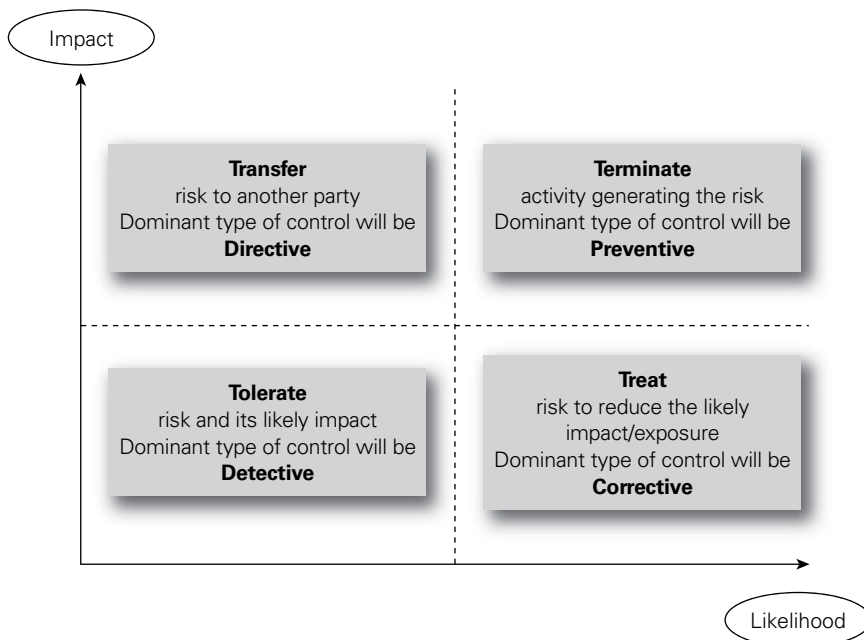 Impact
Transfer
risk to another party
Dominant type of control will be
Directive
Terminate
activity generating the risk
Dominant type of control will be
Preventive
Tolerate
risk and its likely impact
Dominant type of control will be
Detective
Treat
risk to reduce the likely
impact/exposure
Dominant type of control will be
Corrective
Likelihood